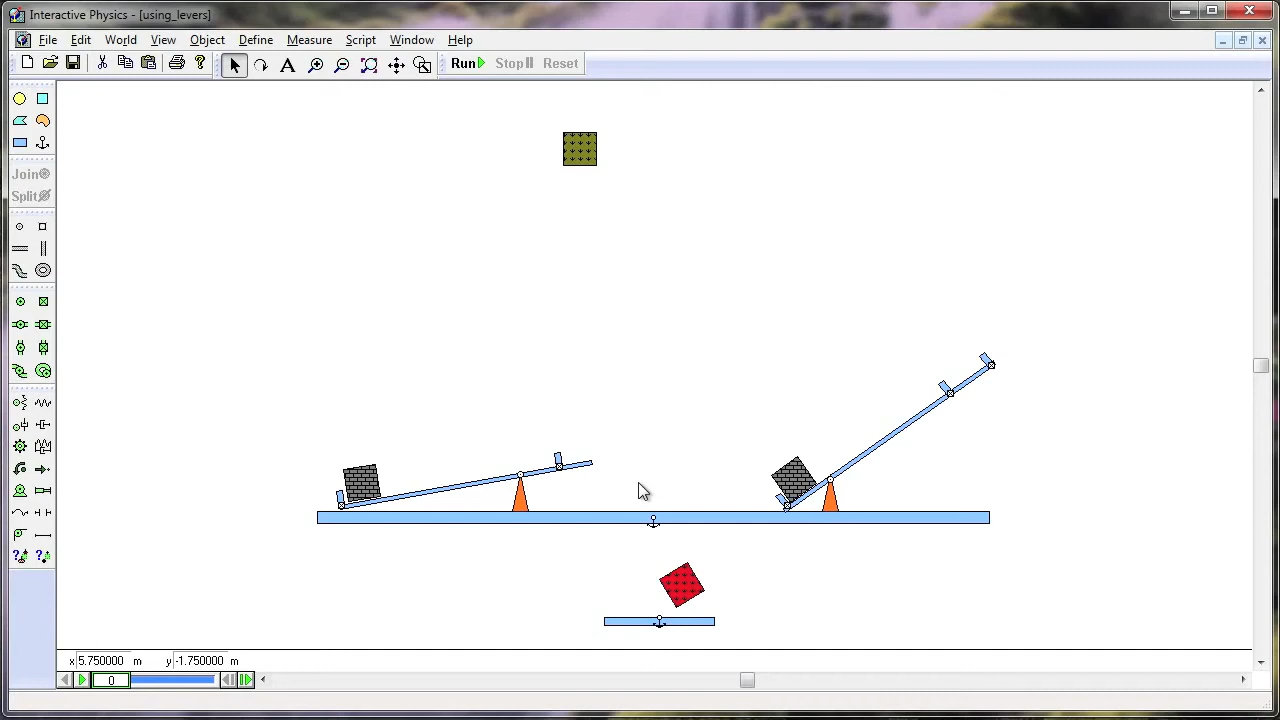 Interactive Physics - [using_levers]
File Edit World View Object Define Measure Script Window Help
A Run Stop Reset
Join
Split
x 5.750000 m y -1.750000 m
0